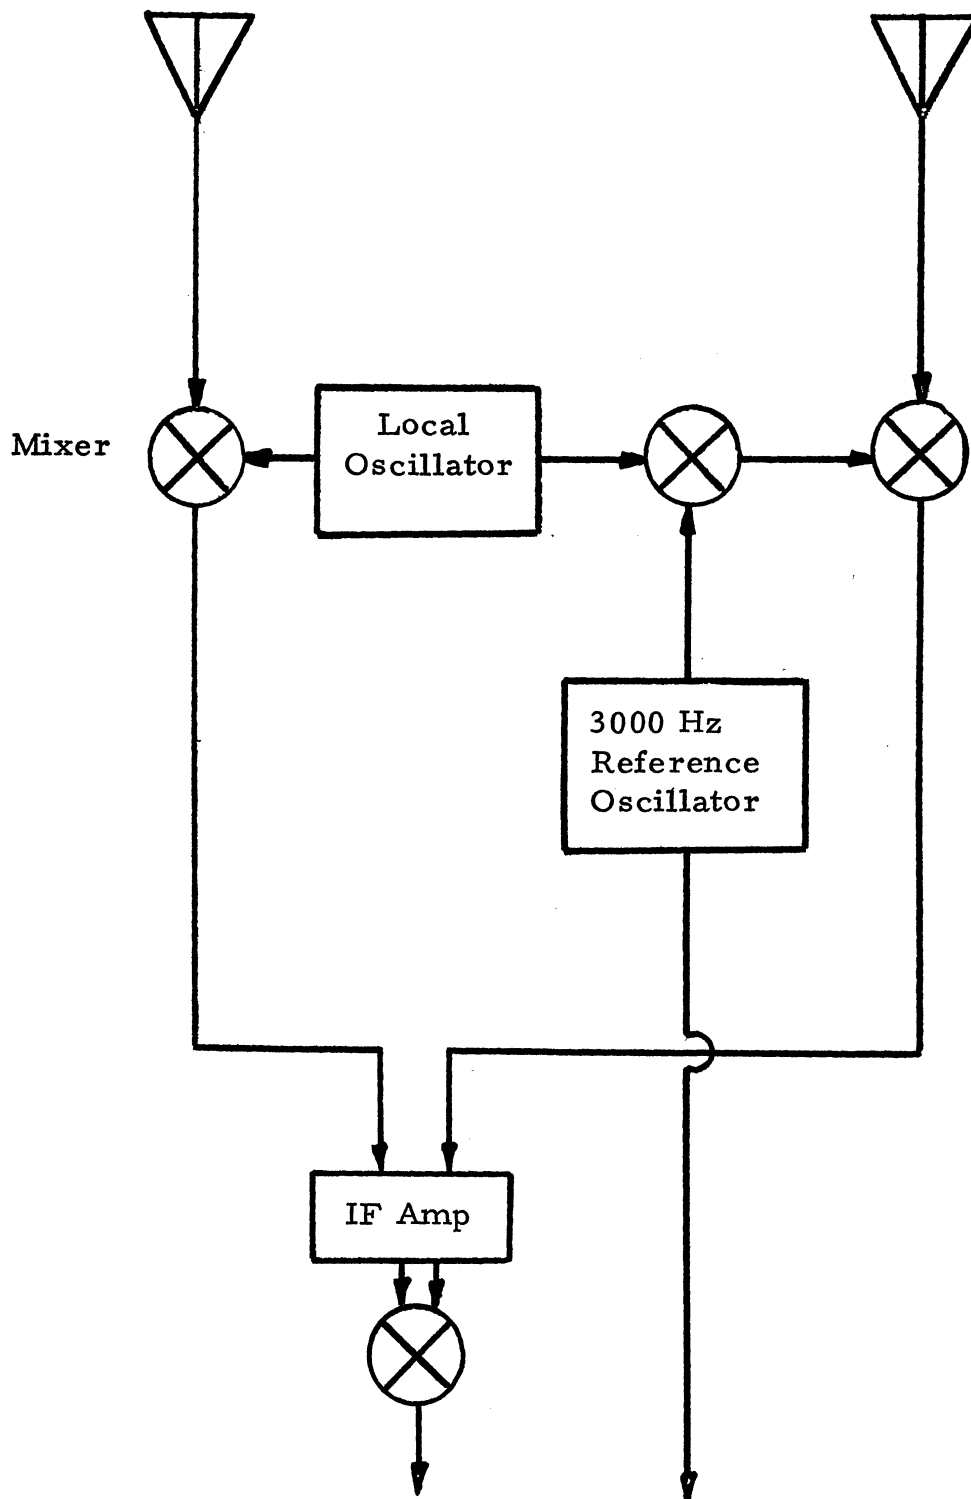 Mixer
Local
Oscillator
3000 Hz
Reference
Oscillator
IF Amp